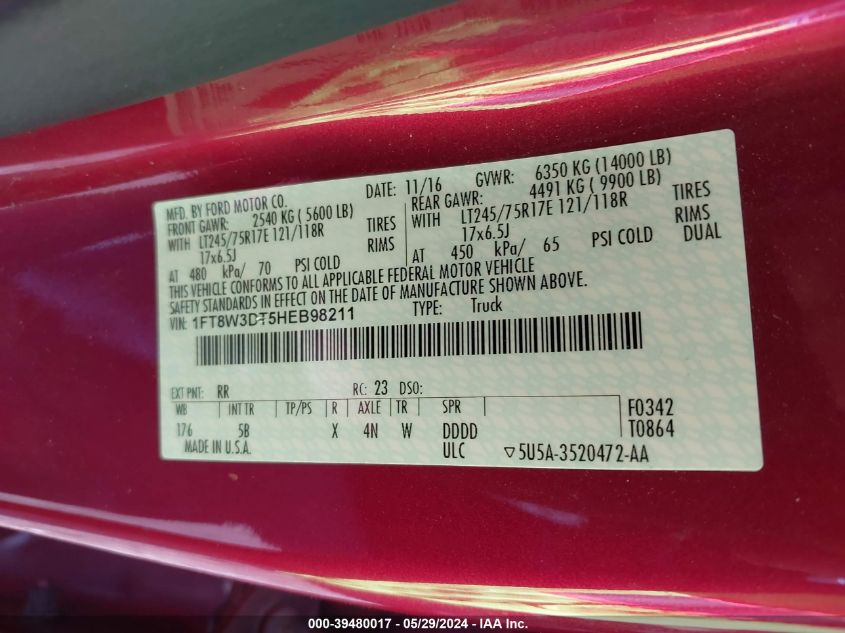 MFD. BY FORD MOTOR CO. DATE: 11/16 GVWR: 6350 KG (14000 LB)
FRONT GAWR: 2540 KG ( 5600 LB) REAR GAWR: 4491 KG ( 9900 LB)
WITH LT245/75R17E 121/118R TIRES WITH LT245/75R17E 121/118R TIRES
17x6.5J RIMS 17x6.5J RIMS
AT 480 kPa/ 70 PSI COLD AT 450 kPa/ 65 PSI COLD DUAL
THIS VEHICLE CONFORMS TO ALL APPLICABLE FEDERAL MOTOR VEHICLE
SAFETY STANDARDS IN EFFECT ON THE DATE OF MANUFACTURE SHOWN ABOVE.
VIN: 1FT8W3DT5HEB98211 TYPE: Truck
EXT PNT: RR RC: 23 DSO:
WB INT TR TP/PS R AXLE TR SPR F0342
176 5B X 4N W DDDD T0864
MADE IN U.S.A. ULC ▽5U5A-3520472-AA
000-39480017 - 05/29/2024 - IAA Inc.